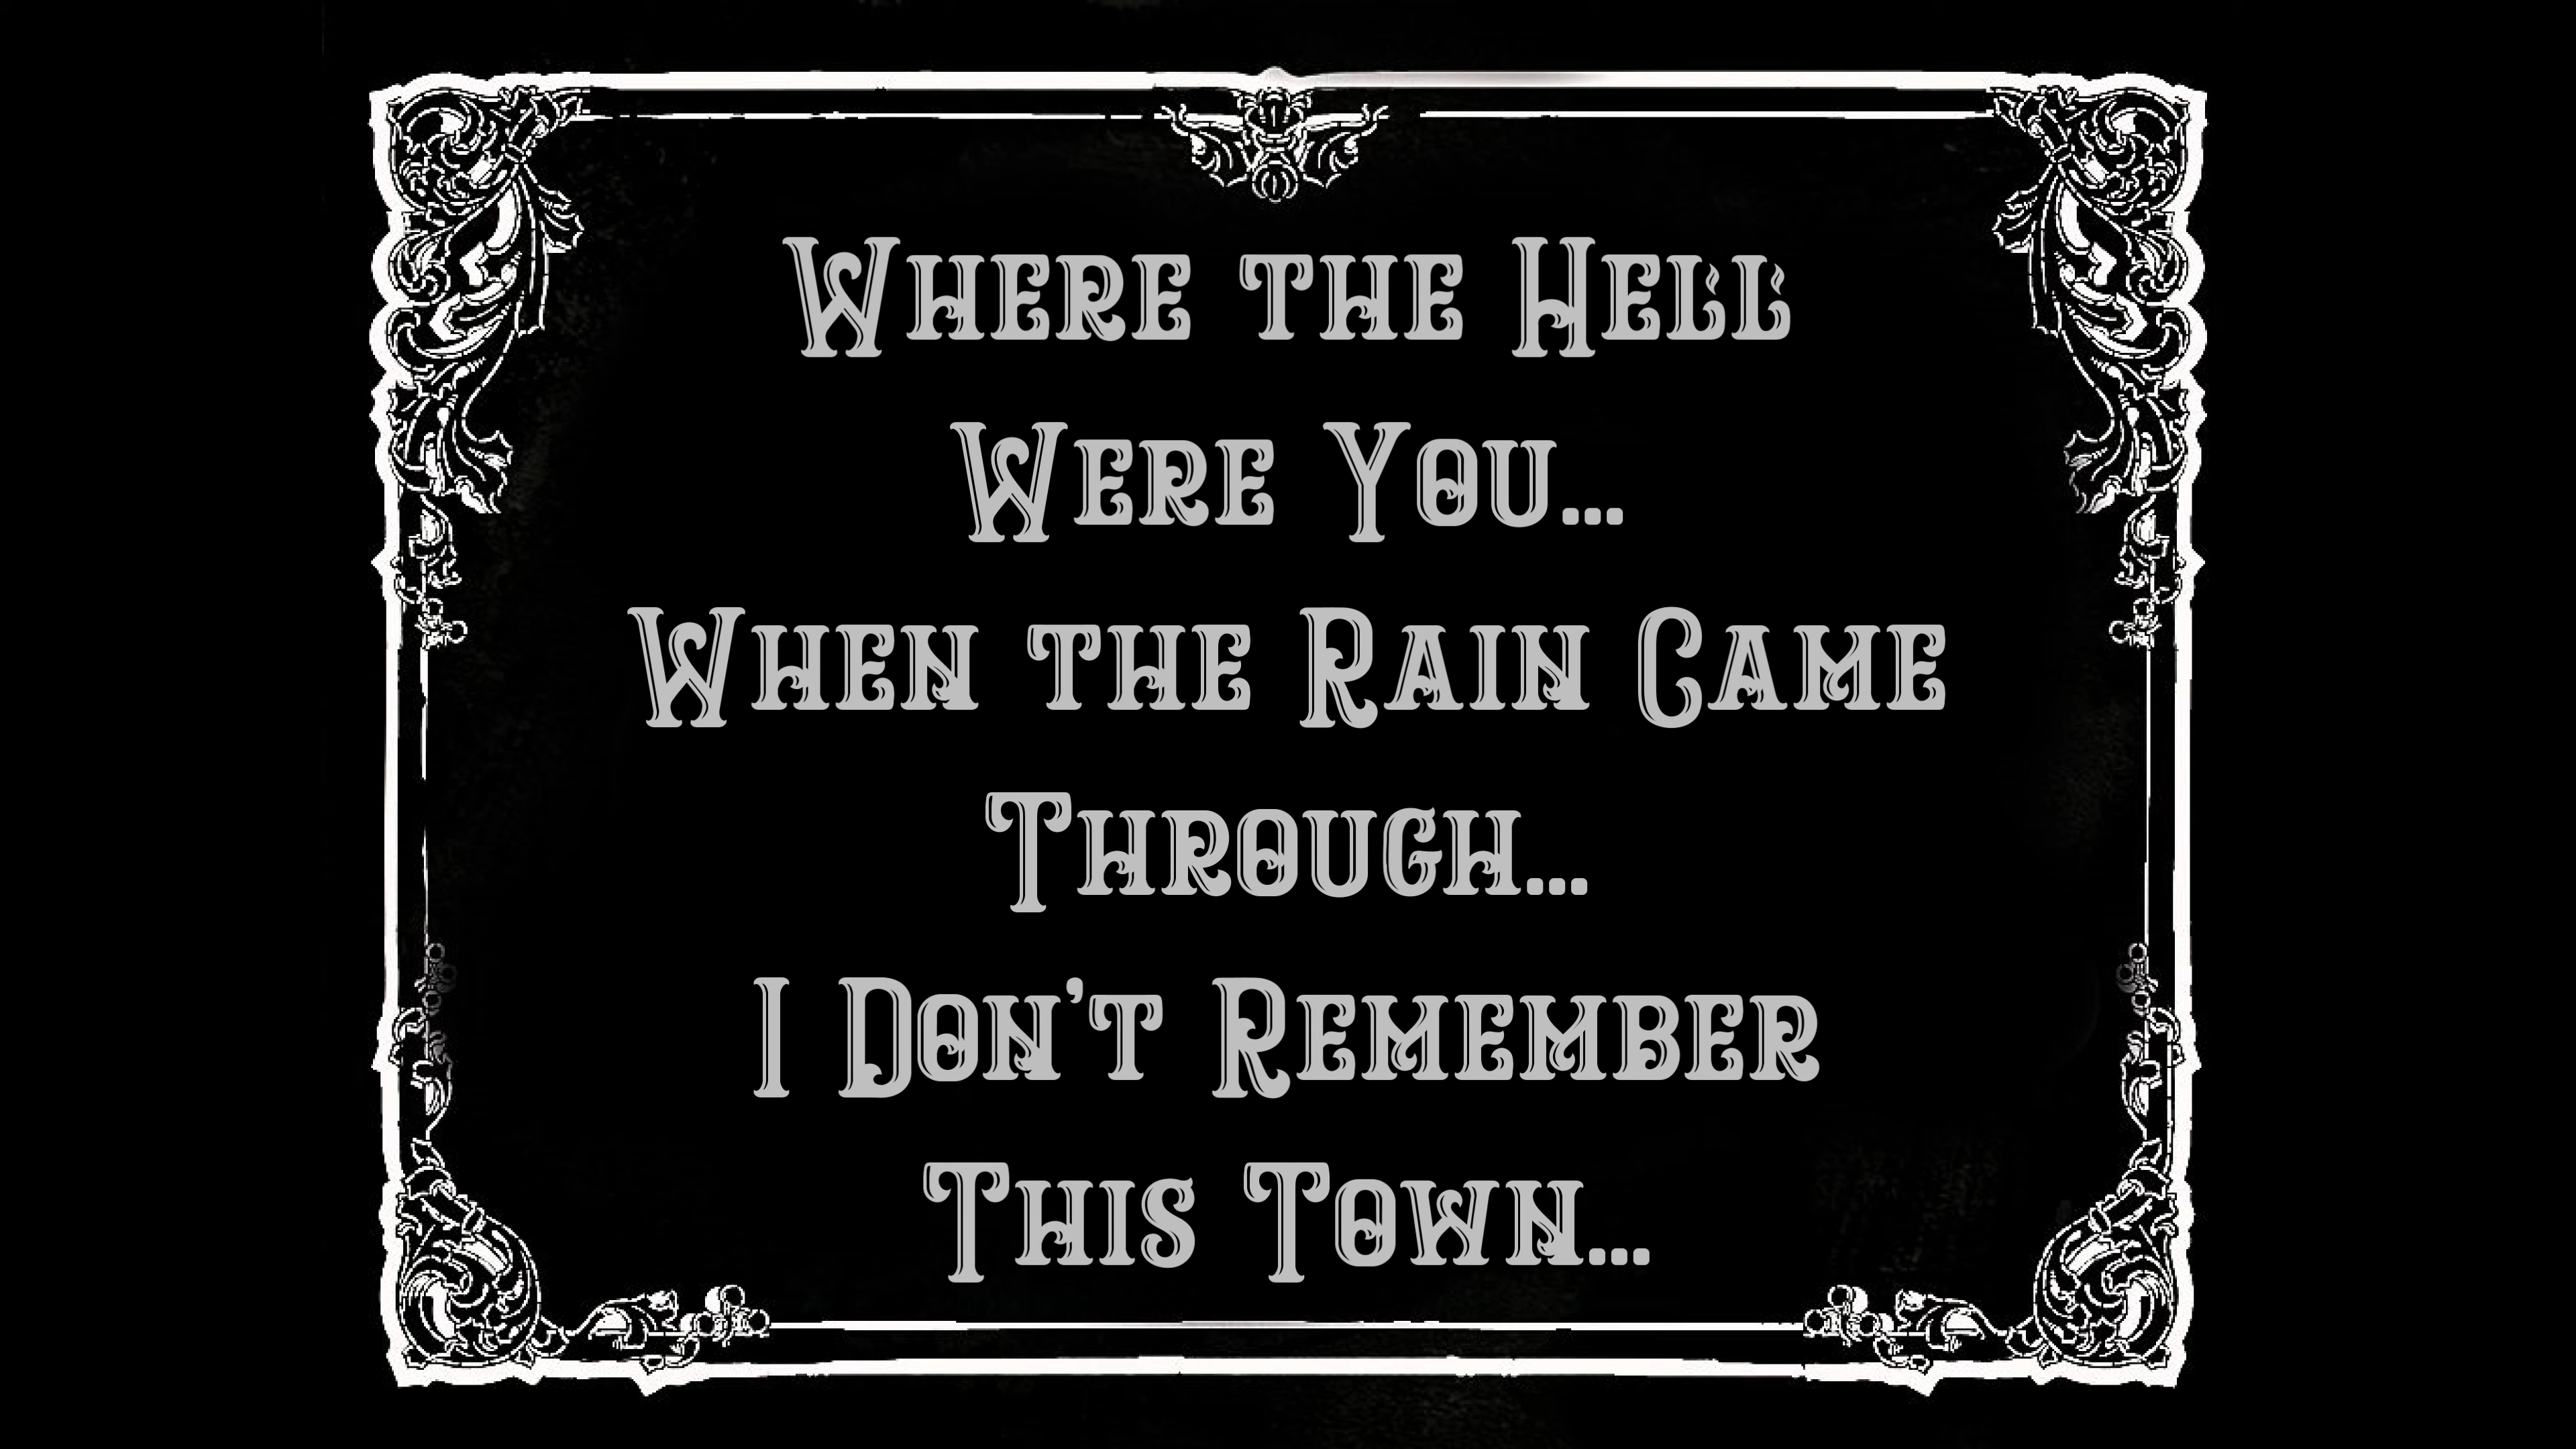 Where the Hell
Were You...
When the Rain Came
Through...
I Don't Remember
This Town...